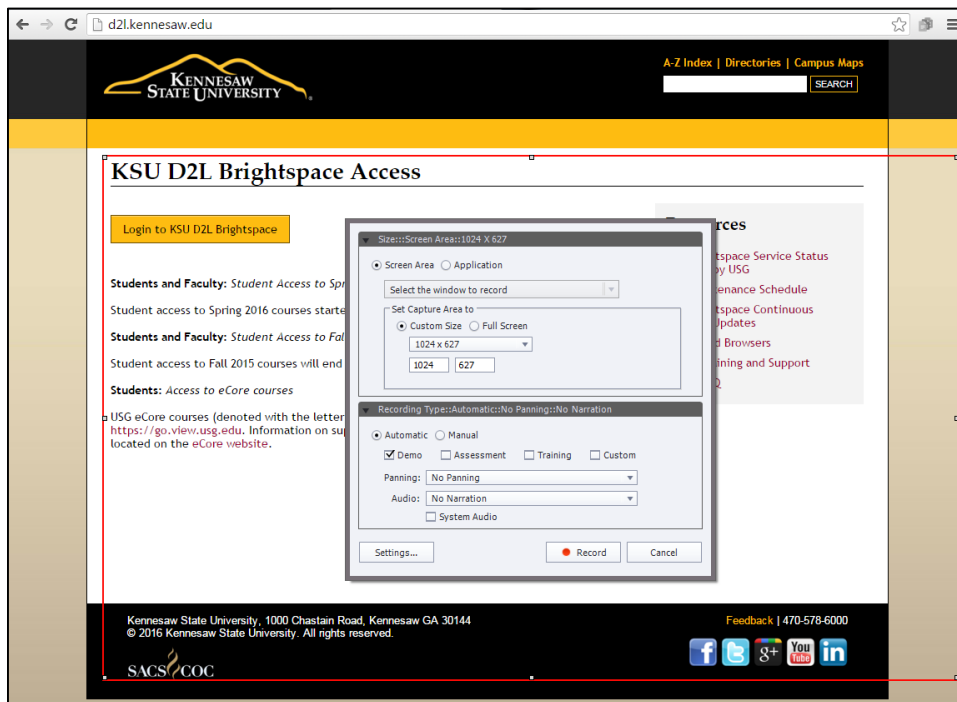 d2l.kennesaw.edu
KENNESAW
STATE UNIVERSITY
A-Z Index | Directories | Campus Maps
SEARCH
KSU D2L Brightspace Access
Login to KSU D2L Brightspace
Students and Faculty: Student Access to Spr
Student access to Spring 2016 courses starte
Students and Faculty: Student Access to Fal
Student access to Fall 2015 courses will end
Students: Access to eCore courses
USG eCore courses (denoted with the letter
https://go.view.usg.edu. Information on sup
located on the eCore website.
Size:::Screen Area::1024 X 627
Screen Area Application
Select the window to record
Set Capture Area to
Custom Size Full Screen
1024 x 627
1024 627
Recording Type::Automatic::No Panning::No Narration
Automatic Manual
Demo Assessment Training Custom
Panning: No Panning
Audio: No Narration
System Audio
Settings... Record Cancel
rces
tspace Service Status
by USG
enance Schedule
tspace Continuous
Updates
d Browsers
ining and Support
Q
Kennesaw State University, 1000 Chastain Road, Kennesaw GA 30144
© 2016 Kennesaw State University. All rights reserved.
SACSCOC
Feedback | 470-578-6000
f g+ You Tube in